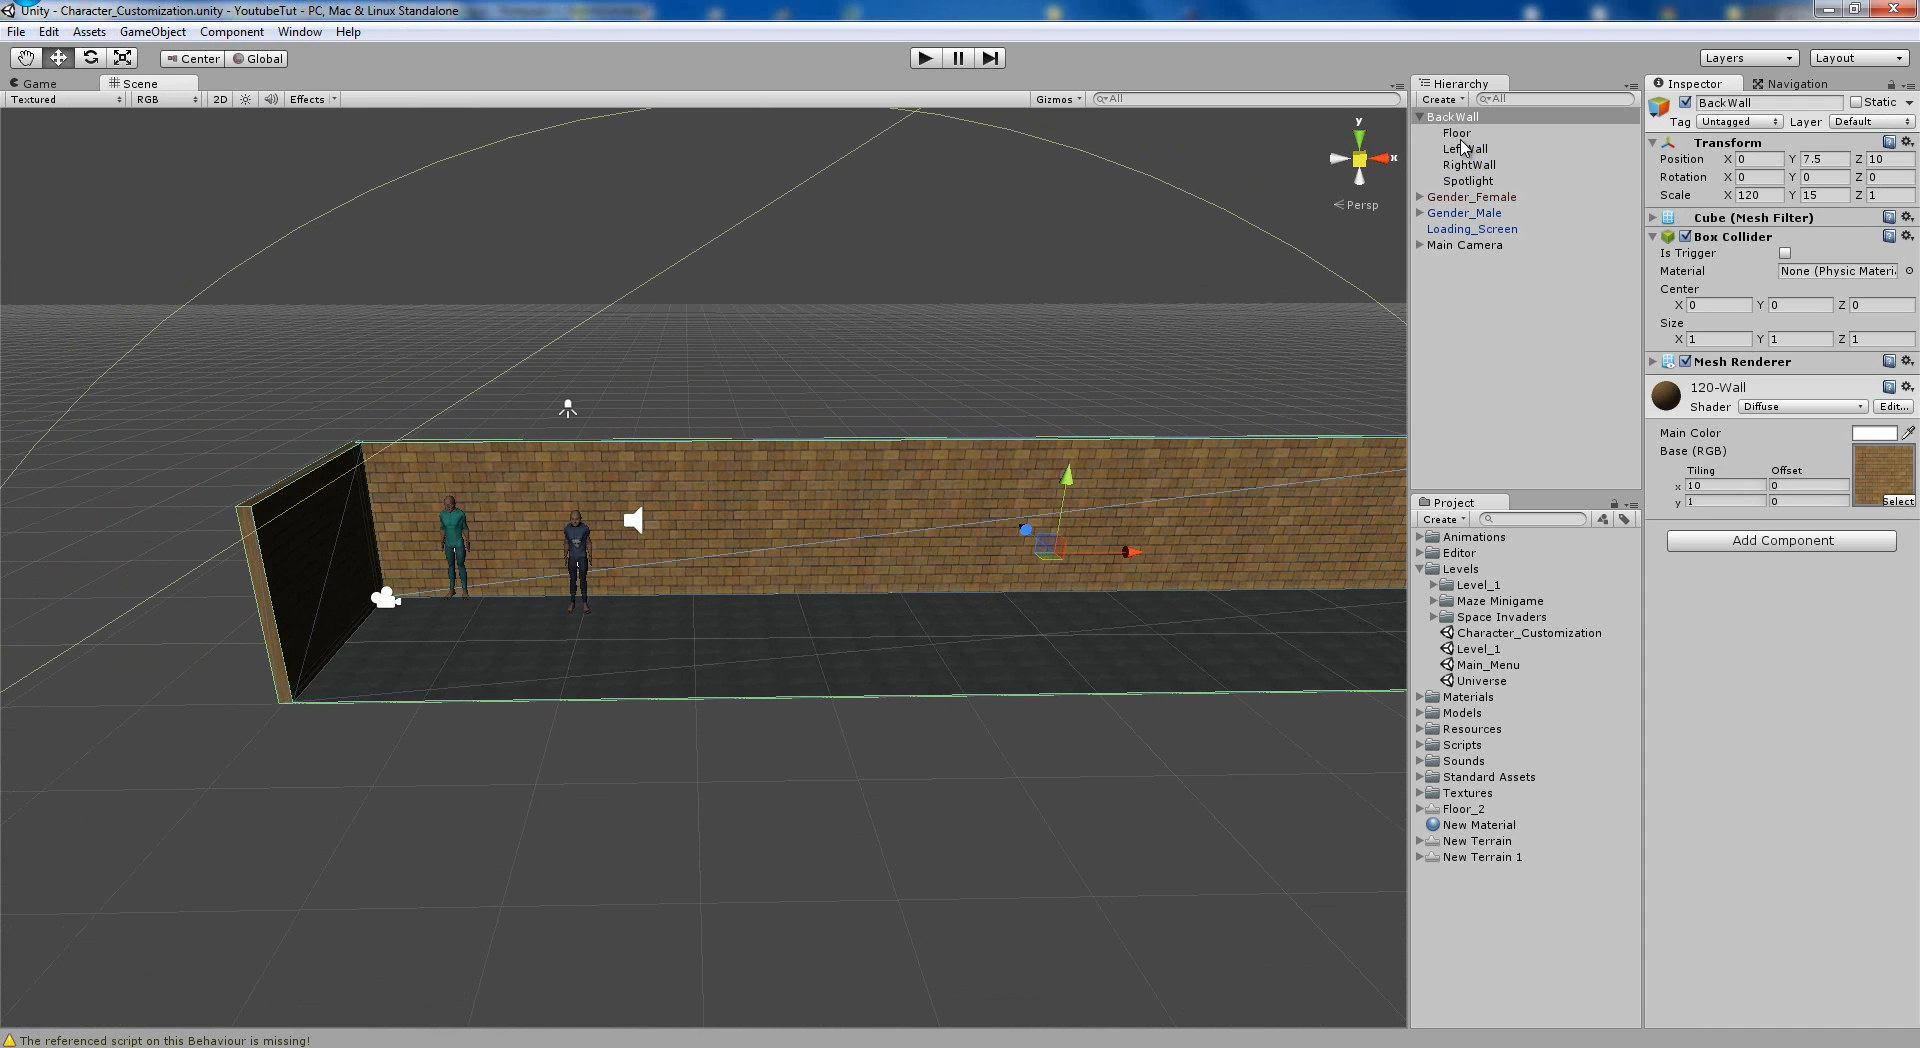 Unity - Character_Customization.unity - YoutubeTut - PC, Mac & Linux Standalone
File Edit Assets GameObject Component Window Help
Center Global Layers Layout
Game Scene
Textured RGB 2D Effects Gizmos All
y
x
Persp
Hierarchy
Create All
BackWall
Floor
LeftWall
RightWall
Spotlight
Gender_Female
Gender_Male
Loading_Screen
Main Camera
Project
Create
Animations
Editor
Levels
Level_1
Maze Minigame
Space Invaders
Character_Customization
Level_1
Main_Menu
Universe
Materials
Models
Resources
Scripts
Sounds
Standard Assets
Textures
Floor_2
New Material
New Terrain
New Terrain 1
Inspector Navigation
BackWall Static
Tag Untagged Layer Default
Transform
Position X 0 Y 7.5 Z 10
Rotation X 0 Y 0 Z 0
Scale X 120 Y 15 Z 1
Cube (Mesh Filter)
Box Collider
Is Trigger
Material None (Physic Materi
Center
X 0 Y 0 Z 0
Size
X 1 Y 1 Z 1
Mesh Renderer
120-Wall
Shader Diffuse Edit...
Main Color
Base (RGB)
Tiling Offset
x 10 0
y 1 0
Select
Add Component
The referenced script on this Behaviour is missing!